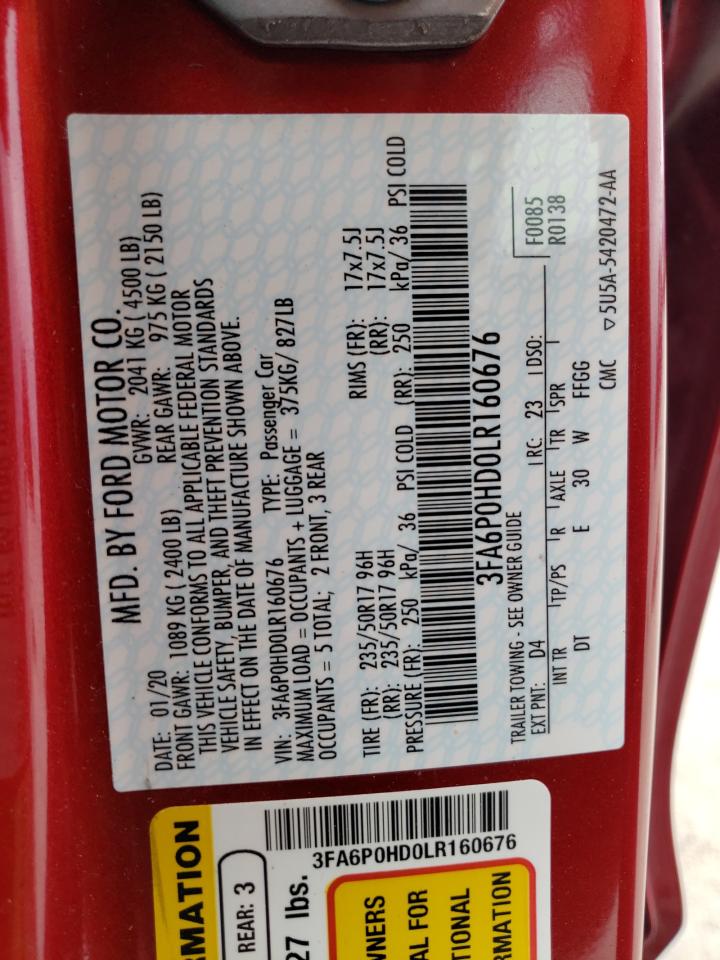 MFD. BY FORD MOTOR CO.
DATE: 01/20 GVWR: 2041 KG ( 4500 LB)
FRONT GAWR: 1089 KG ( 2400 LB) REAR GAWR: 975 KG ( 2150 LB)
THIS VEHICLE CONFORMS TO ALL APPLICABLE FEDERAL MOTOR
VEHICLE SAFETY, BUMPER, AND THEFT PREVENTION STANDARDS
IN EFFECT ON THE DATE OF MANUFACTURE SHOWN ABOVE.
VIN: 3FA6P0HD0LR160676 TYPE: Passenger Car
MAXIMUM LOAD = OCCUPANTS + LUGGAGE = 375KG/ 827LB
OCCUPANTS = 5 TOTAL; 2 FRONT, 3 REAR
TIRE (FR): 235/50R17 96H RIMS (FR): 17x7.5J
(RR): 235/50R17 96H (RR): 17x7.5J
PRESSURE (FR): 250 kPa/ 36 PSI COLD (RR): 250 kPa/ 36 PSI COLD
3FA6P0HD0LR160676
TRAILER TOWING - SEE OWNER GUIDE
F0085
EXT PNT: D4 RC: 23 DSO: R0138
INT TR TP/PS R AXLE TR SPR
DT E 30 W FFGG
CMC ▽5U5A-5420472-AA
RMATION
REAR: 3
27 lbs.
3FA6P0HD0LR160676
WNERS
AL FOR
TIONAL
RMATION